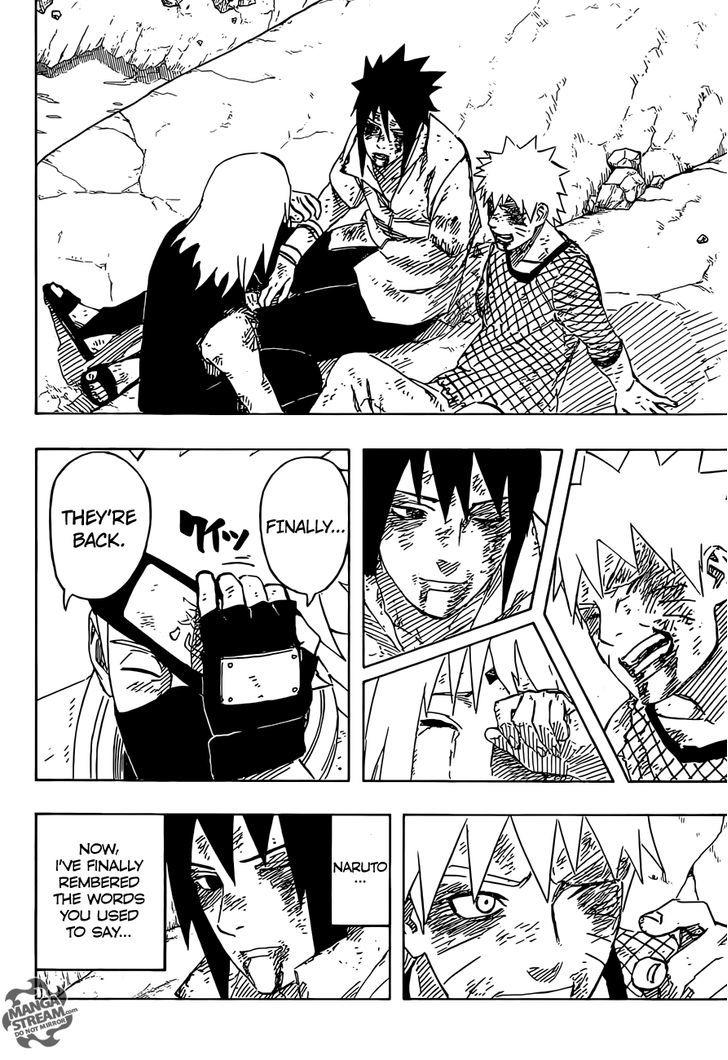 FINALLY...
THEY'RE
BACK.
クイッ
NARUTO
...
NOW,
I'VE FINALLY
REMBERED
THE WORDS
YOU USED
TO SAY...
MANGA
STREAM.com
DO NOT MIRROR!